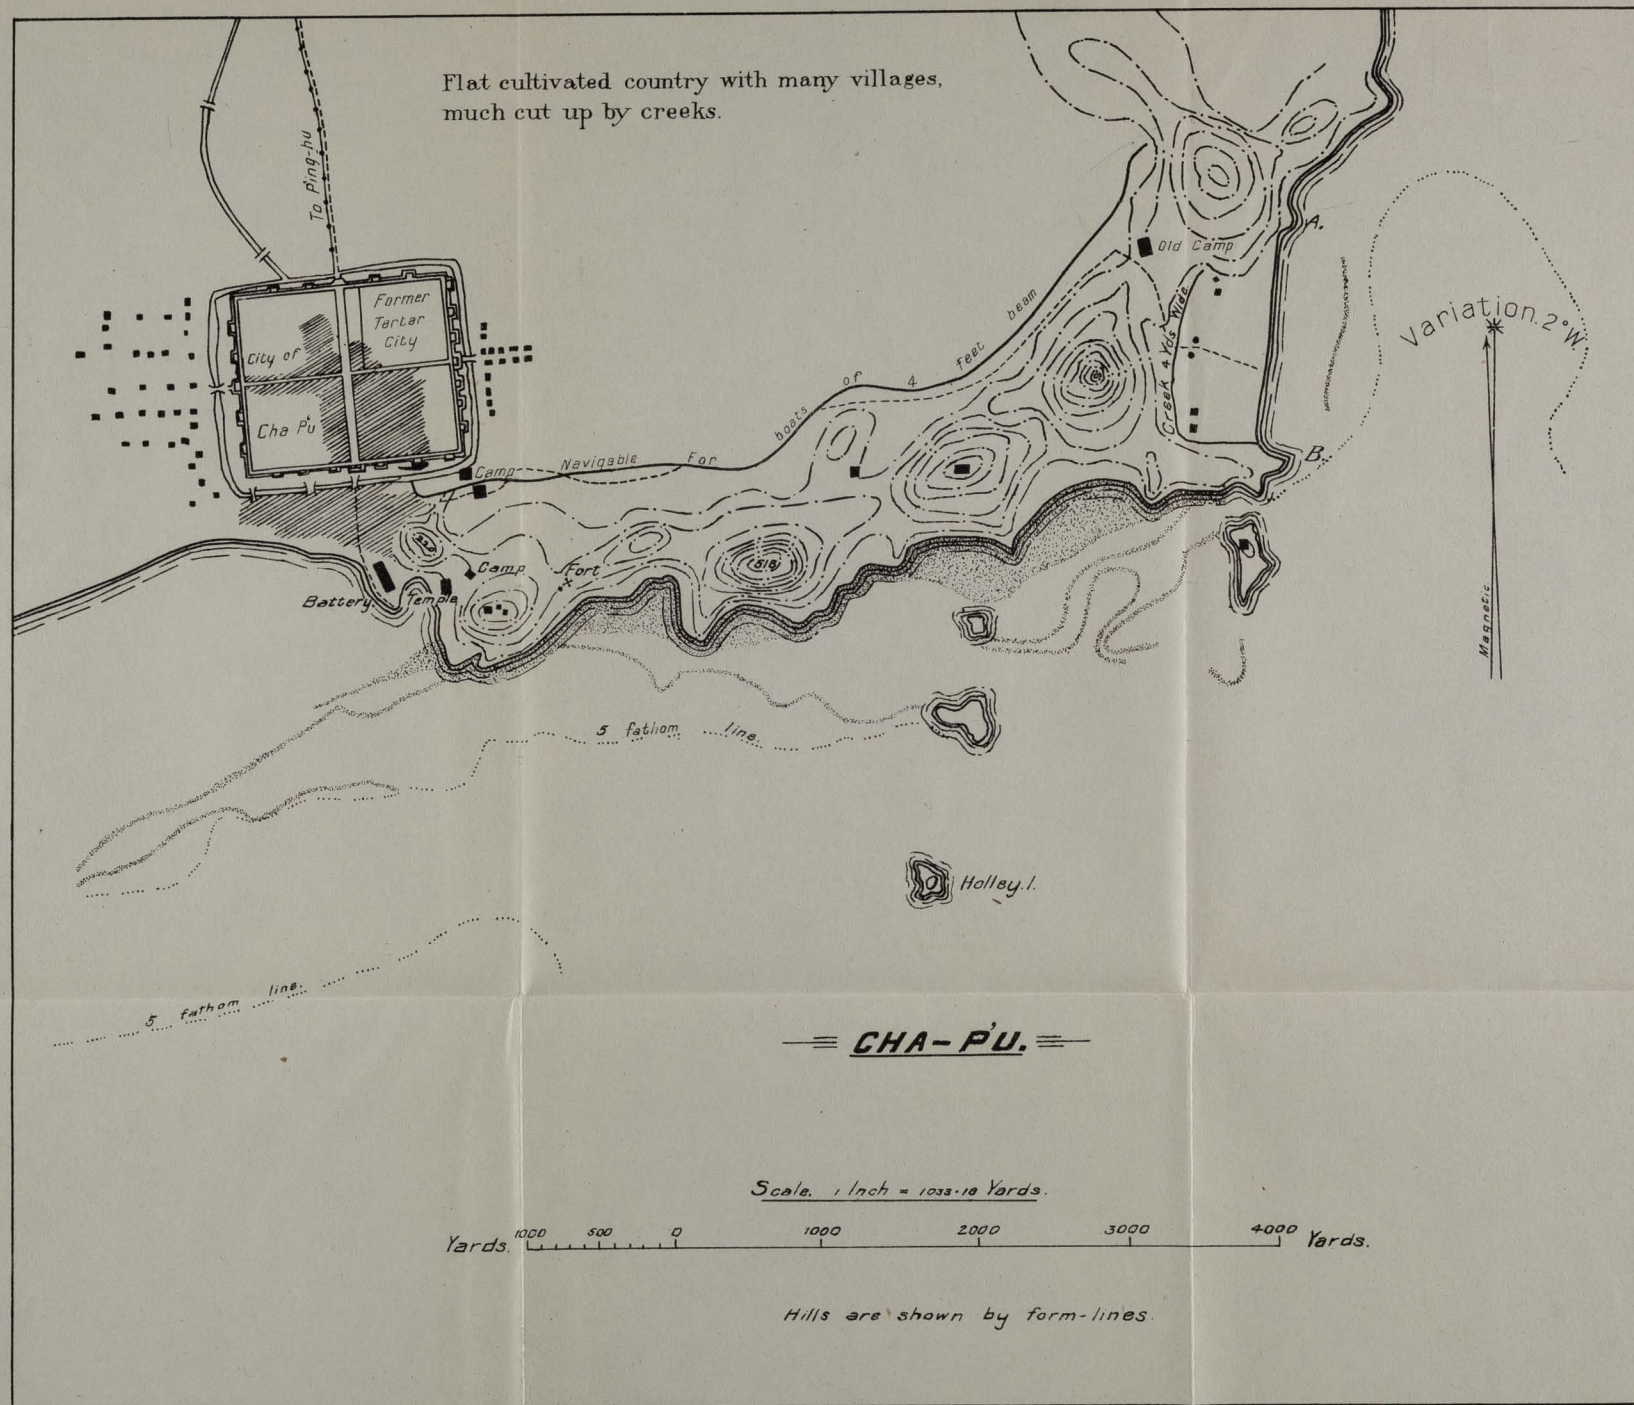 Flat cultivated country with many villages,
much cut up by creeks.
To P'ing-hu
Former
Tartar
City
City of
Cha P'u
Old Camp
A.
Creek 4 Yds Wide
Variation. 2° W.
Magnetic
B.
Camp
Navigable For boats of 4 feet beam
Camp
Fort
518
Battery
Temple
5 fathom line.
Holley. I.
5 fathom line.
CHA-P'U.
Scale. 1 Inch = 1033·18 Yards.
Yards. 1000 500 0 1000 2000 3000 4000 Yards.
Hills are shown by form-lines.